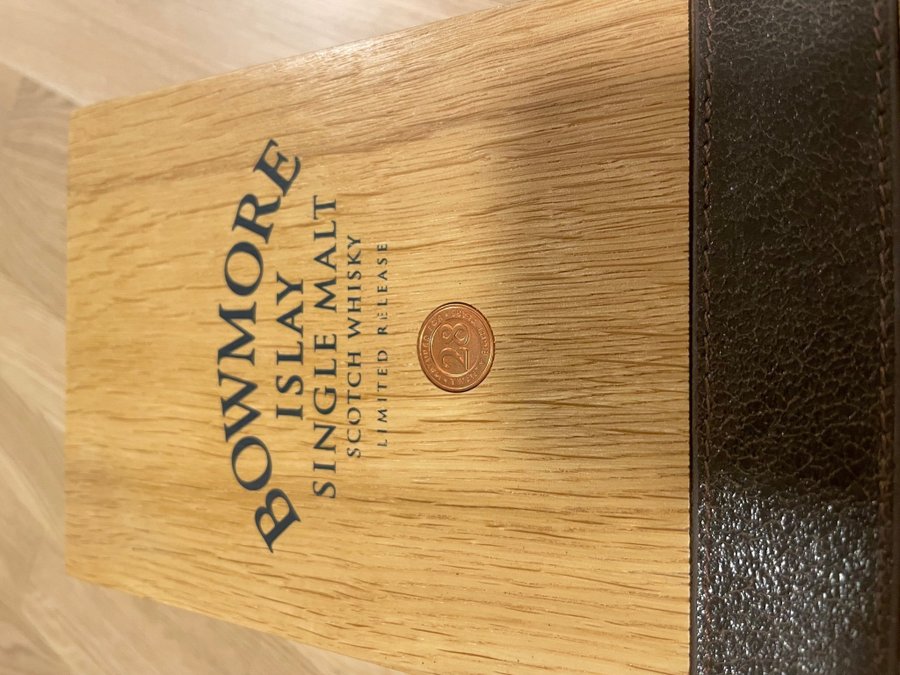 BOWMORE
ISLAY
SINGLE MALT
SCOTCH WHISKY
LIMITED RELEASE
28